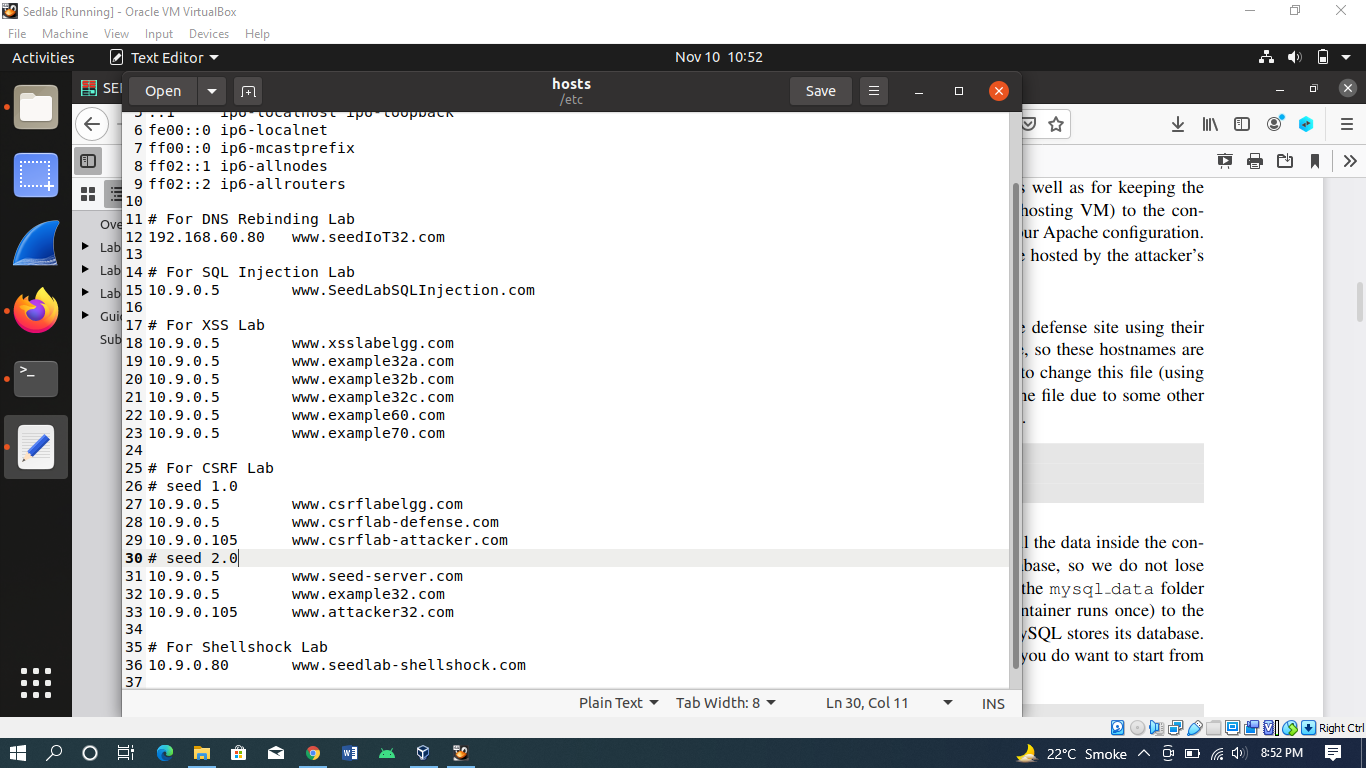 Sedlab [Running] - Oracle VM VirtualBox
File Machine View Input Devices Help
Activities Text Editor Nov 10 10:52
Open hosts Save
/etc
5 ::1 ip6-localhost ip6-loopback
6 fe00::0 ip6-localnet
7 ff00::0 ip6-mcastprefix
8 ff02::1 ip6-allnodes
9 ff02::2 ip6-allrouters
10
11 # For DNS Rebinding Lab
12 192.168.60.80 www.seedIoT32.com
13
14 # For SQL Injection Lab
15 10.9.0.5 www.SeedLabSQLInjection.com
16
17 # For XSS Lab
18 10.9.0.5 www.xsslabelgg.com
19 10.9.0.5 www.example32a.com
20 10.9.0.5 www.example32b.com
21 10.9.0.5 www.example32c.com
22 10.9.0.5 www.example60.com
23 10.9.0.5 www.example70.com
24
25 # For CSRF Lab
26 # seed 1.0
27 10.9.0.5 www.csrflabelgg.com
28 10.9.0.5 www.csrflab-defense.com
29 10.9.0.105 www.csrflab-attacker.com
30 # seed 2.0
31 10.9.0.5 www.seed-server.com
32 10.9.0.5 www.example32.com
33 10.9.0.105 www.attacker32.com
34
35 # For Shellshock Lab
36 10.9.0.80 www.seedlab-shellshock.com
37
Plain Text Tab Width: 8 Ln 30, Col 11 INS
SE
Ove
Lab
Lab
Lab
Gui
Sub
s well as for keeping the
hosting VM) to the con-
ur Apache configuration.
e hosted by the attacker's
e defense site using their
e, so these hostnames are
to change this file (using
he file due to some other
.
l the data inside the con-
base, so we do not lose
the mysql_data folder
ntainer runs once) to the
ySQL stores its database.
you do want to start from
Right Ctrl
22°C Smoke 8:52 PM